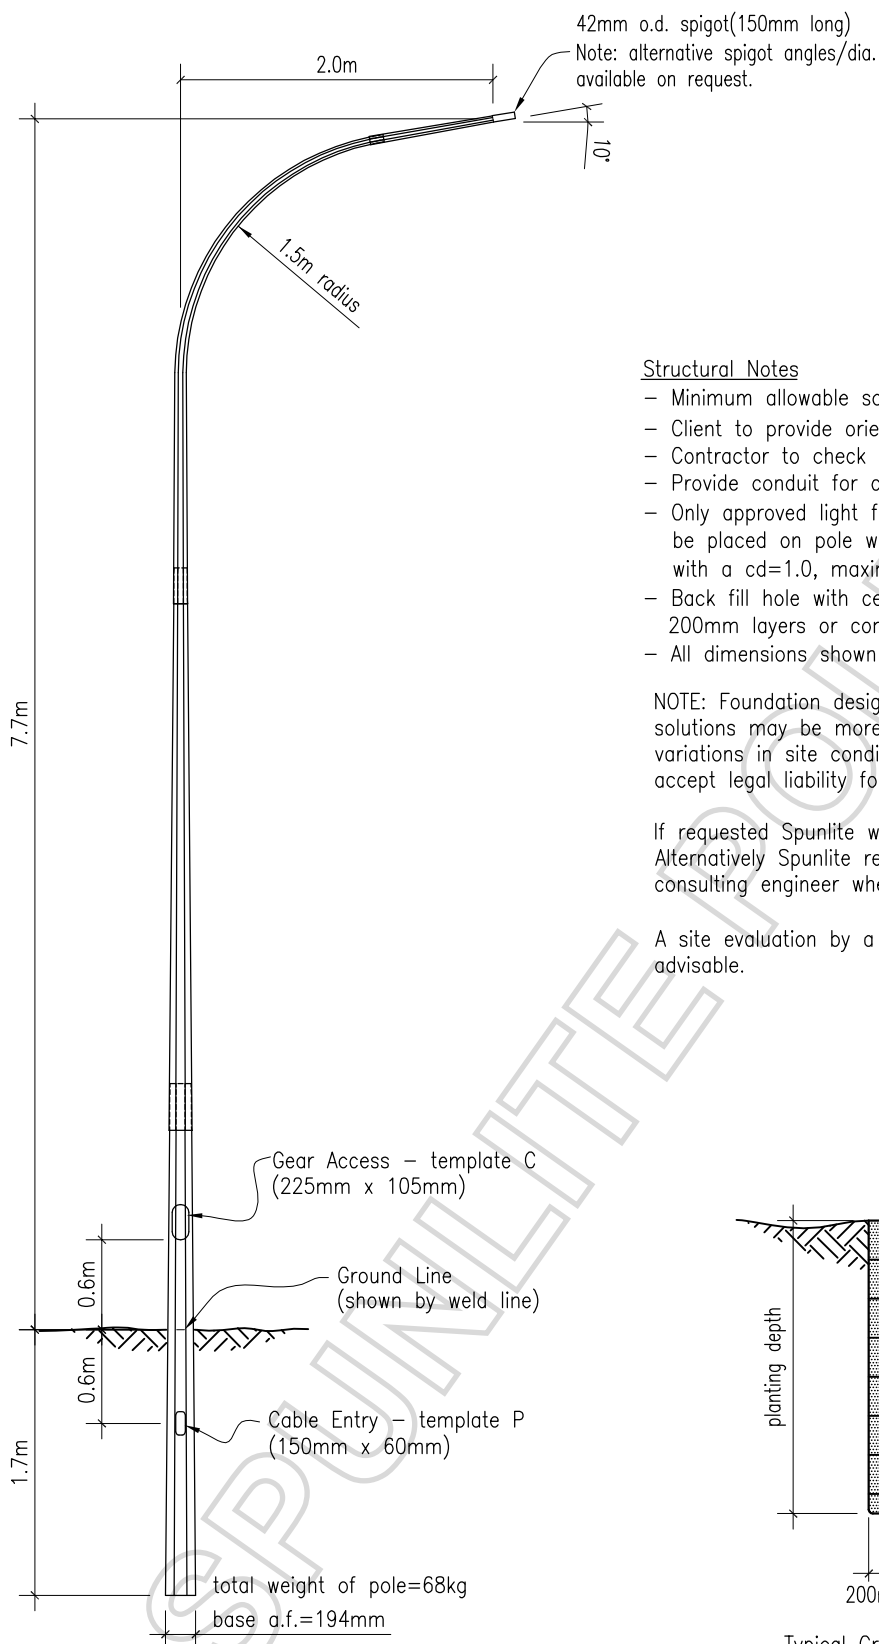 42mm o.d. spigot(150mm long)
Note: alternative spigot angles/dia.
available on request.
2.0m
10°
1.5m radius
7.7m
Structural Notes
– Minimum allowable
– Client to provide
– Contractor to check
– Provide conduit for
– Only approved light
be placed on pole
with a cd=1.0,
– Back fill hole with
200mm layers or
– All dimensions shown
NOTE: Foundation
solutions may be more
variations in site
accept legal liability
If requested Spunlite
Alternatively Spunlite
consulting engineer
A site evaluation by a
advisable.
Gear Access – template C
(225mm x 105mm)
0.6m
Ground Line
(shown by weld line)
0.6m
Cable Entry – template P
(150mm x 60mm)
1.7m
total weight of pole=68kg
base a.f.=194mm
planting depth
Typical
SPUNLITE